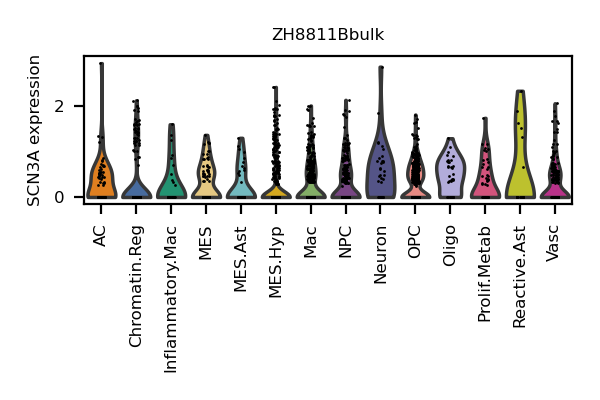 ZH8811Bbulk
SCN3A expression
2
0
AC
Chromatin.Reg
Inflammatory.Mac
MES
MES.Ast
MES.Hyp
Mac
NPC
Neuron
OPC
Oligo
Prolif.Metab
Reactive.Ast
Vasc